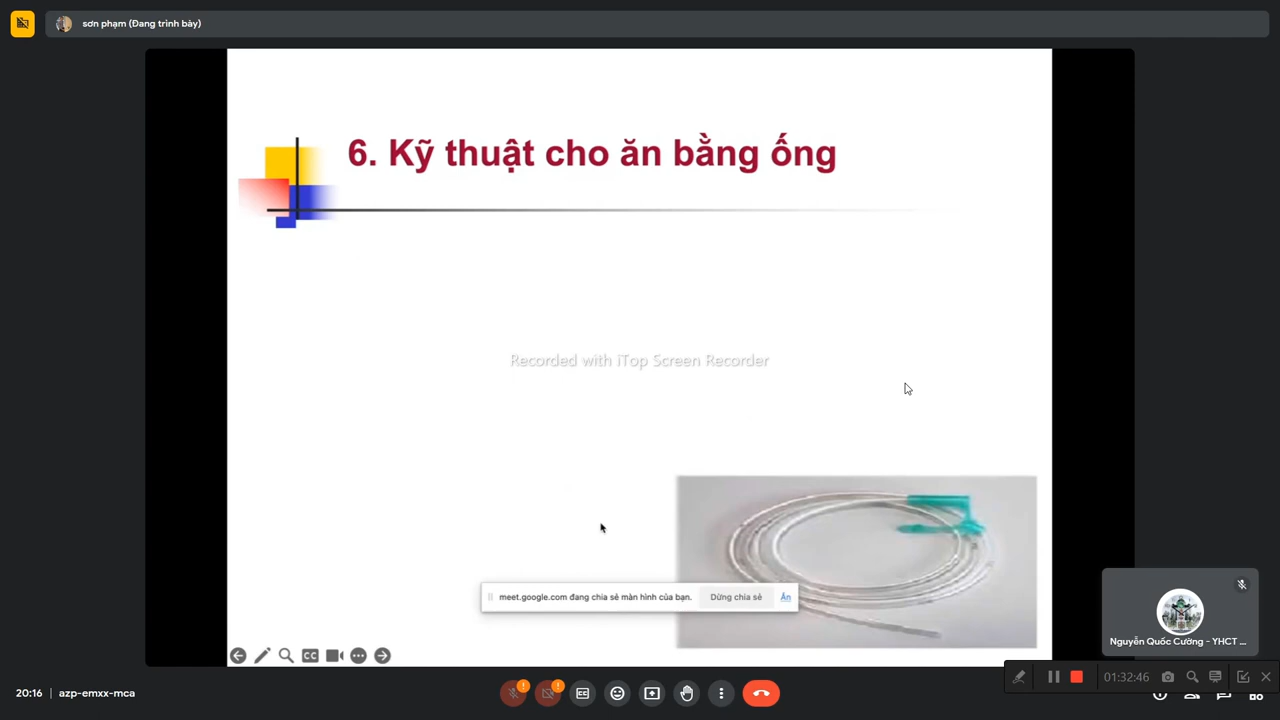 sơn phạm (Đang trình bày)
6. Kỹ thuật cho ăn bằng ống
Recorded with iTop Screen Recorder
meet.google.com đang chia sẻ màn hình của bạn.
Dừng chia sẻ
Ẩn
CC
Nguyễn Quốc Cường - YHCT ...
20:16
azp-emxx-mca
01:32:46